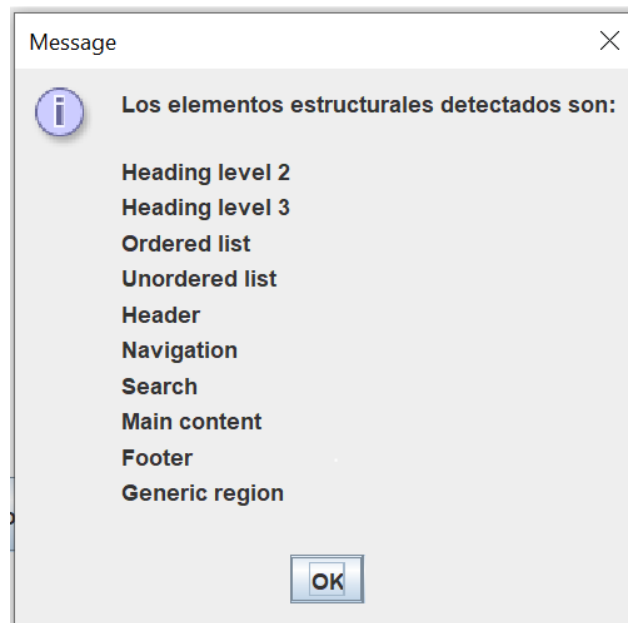 Message
Los elementos estructurales detectados son:
Heading level 2
Heading level 3
Ordered list
Unordered list
Header
Navigation
Search
Main content
Footer
Generic region
OK